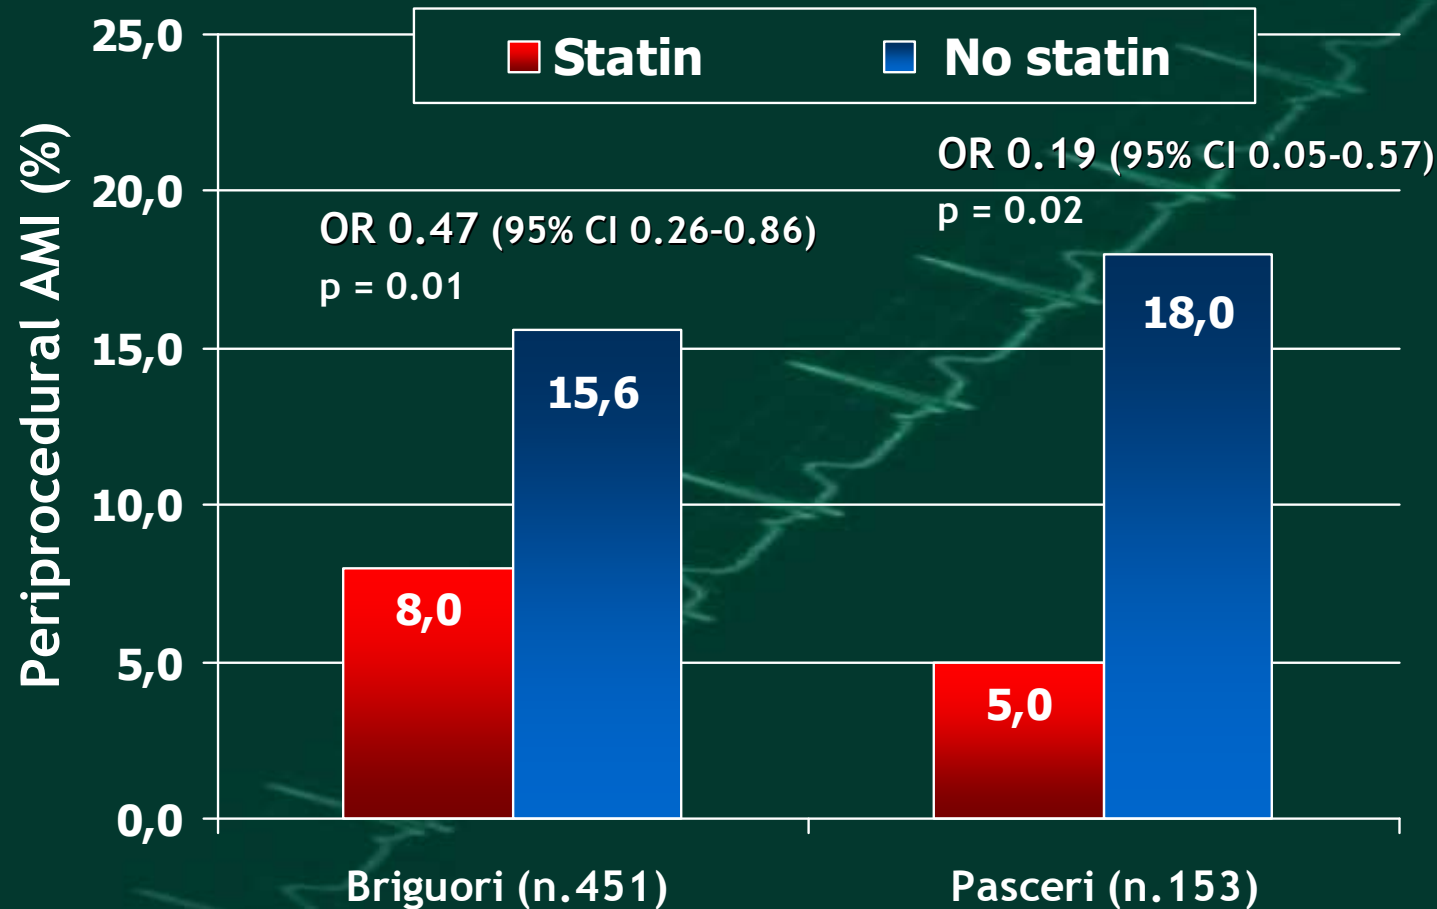 Statin
No statin
Periprocedural AMI (%)
25,0
20,0
15,0
10,0
5,0
0,0
OR 0.47 (95% CI 0.26-0.86)
p = 0.01
OR 0.19 (95% CI 0.05-0.57)
p = 0.02
8,0
15,6
5,0
18,0
Briguori (n.451)
Pasceri (n.153)